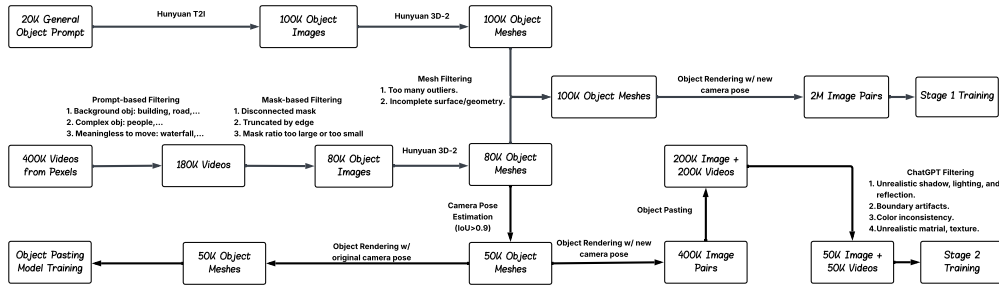 20K General
Object Prompt
Hunyuan T2I
100K Object
Images
Hunyuan 3D-2
100K Object
Meshes
Mesh Filtering
1. Too many outliers.
2. Incomplete surface/geometry.
100K Object Meshes
Object Rendering w/ new
camera pose
2M Image Pairs
Stage 1 Training
Prompt-based Filtering
1. Background obj: building, road,...
2. Complex obj: people,...
3. Meaningless to move: waterfall,...
Mask-based Filtering
1. Disconnected mask
2. Truncated by edge
3. Mask ratio too large or too small
400K Videos
from Pexels
180K Videos
80K Object
Images
Hunyuan 3D-2
80K Object
Meshes
200K Image +
200K Videos
ChatGPT Filtering
1. Unrealistic shadow, lighting, and
reflection.
2.Boundary artifacts.
3.Color inconsistency.
4.Unrealistic matrial, texture.
Camera Pose
Estimation
(IoU>0.9)
Object Pasting
Object Pasting
Model Training
50K Object
Meshes
Object Rendering w/
original camera pose
50K Object
Meshes
Object Rendering w/ new
camera pose
400K Image
Pairs
50K Image +
50K Videos
Stage 2
Training